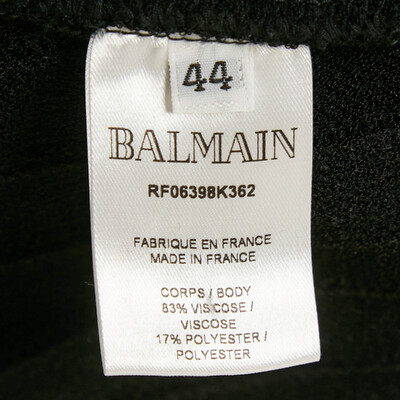 44
BALMAIN
RF06398K362
FABRIQUE EN FRANCE
MADE IN FRANCE
CORPS / BODY
83% VISCOSE /
VISCOSE
17% POLYESTER /
POLYESTER